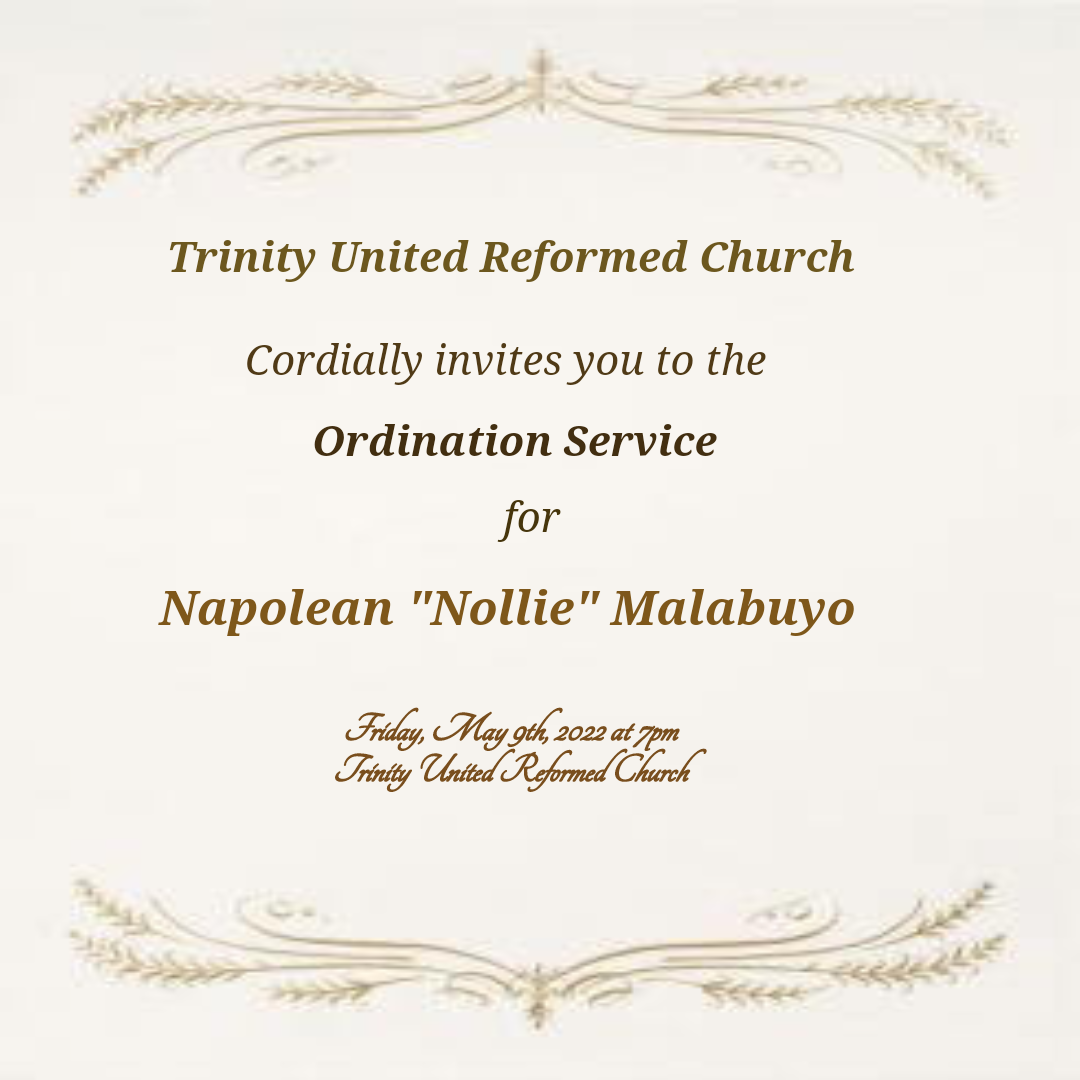 Trinity United Reformed Church
Cordially invites you to the
Ordination Service
for
Napolean "Nollie" Malabuyo
Friday, May 9th, 2022 at 7pm
Trinity United Reformed Church